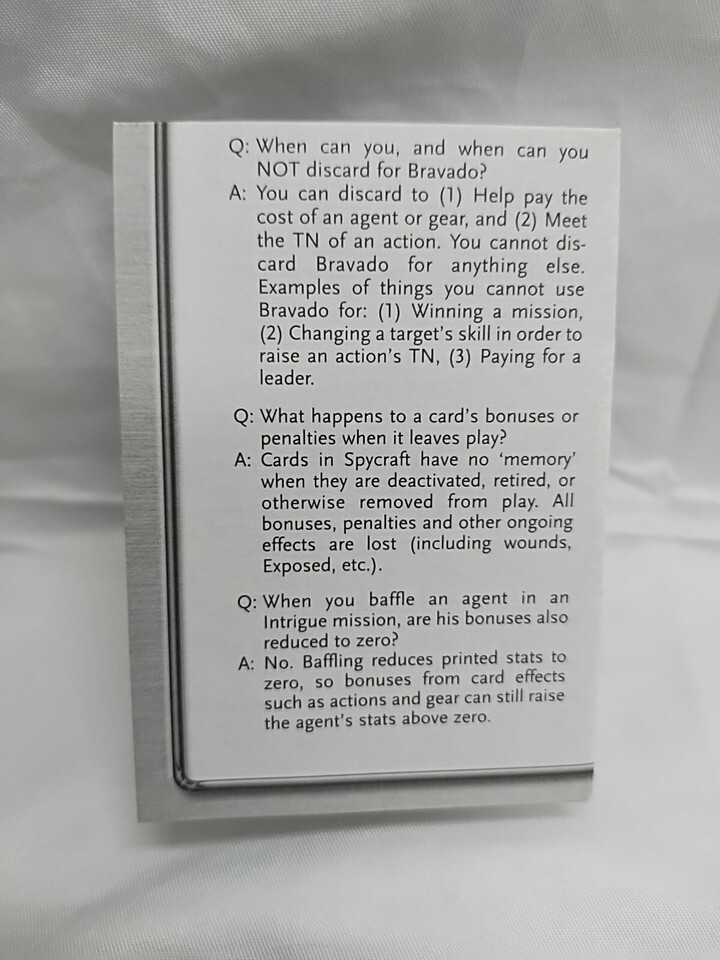 Q: When can you, and when can you
NOT discard for Bravado?
A: You can discard to (1) Help pay the
cost of an agent or gear, and (2) Meet
the TN of an action. You cannot dis-
card Bravado for anything else.
Examples of things you cannot use
Bravado for: (1) Winning a mission,
(2) Changing a target's skill in order to
raise an action's TN, (3) Paying for a
leader.
Q: What happens to a card's bonuses or
penalties when it leaves play?
A: Cards in Spycraft have no 'memory'
when they are deactivated, retired, or
otherwise removed from play. All
bonuses, penalties and other ongoing
effects are lost (including wounds,
Exposed, etc.).
Q: When you baffle an agent in an
Intrigue mission, are his bonuses also
reduced to zero?
A: No. Baffling reduces printed stats to
zero, so bonuses from card effects
such as actions and gear can still raise
the agent's stats above zero.